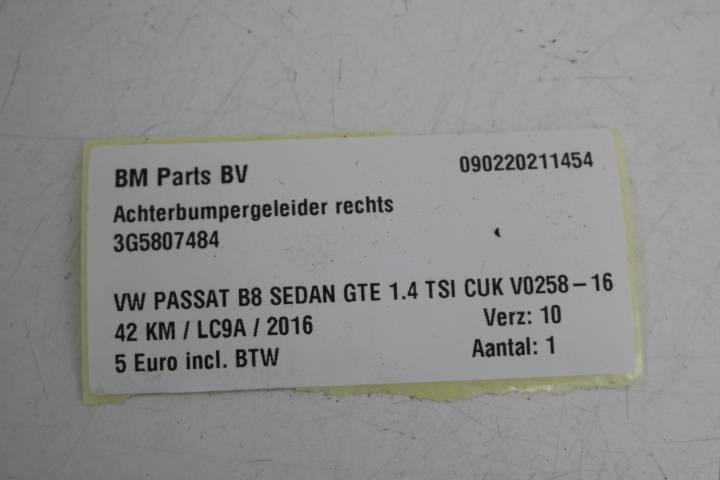 BM Parts BV 090220211454
Achterbumpergeleider rechts
3G5807484
VW PASSAT B8 SEDAN GTE 1.4 TSI CUK V0258-16
42 KM / LC9A / 2016 Verz: 10
5 Euro incl. BTW Aantal: 1